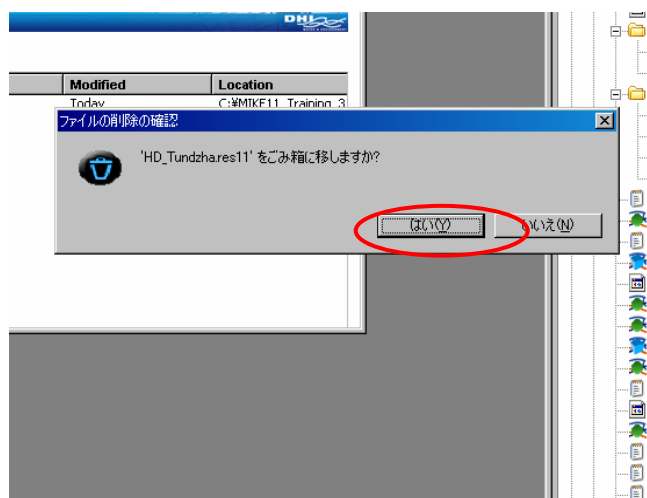 DHI
Modified Location
Today C:¥MIKE11_Training_3
ファイルの削除の確認
'HD_Tundzha.res11' をごみ箱に移しますか?
はい(Y) いいえ(N)